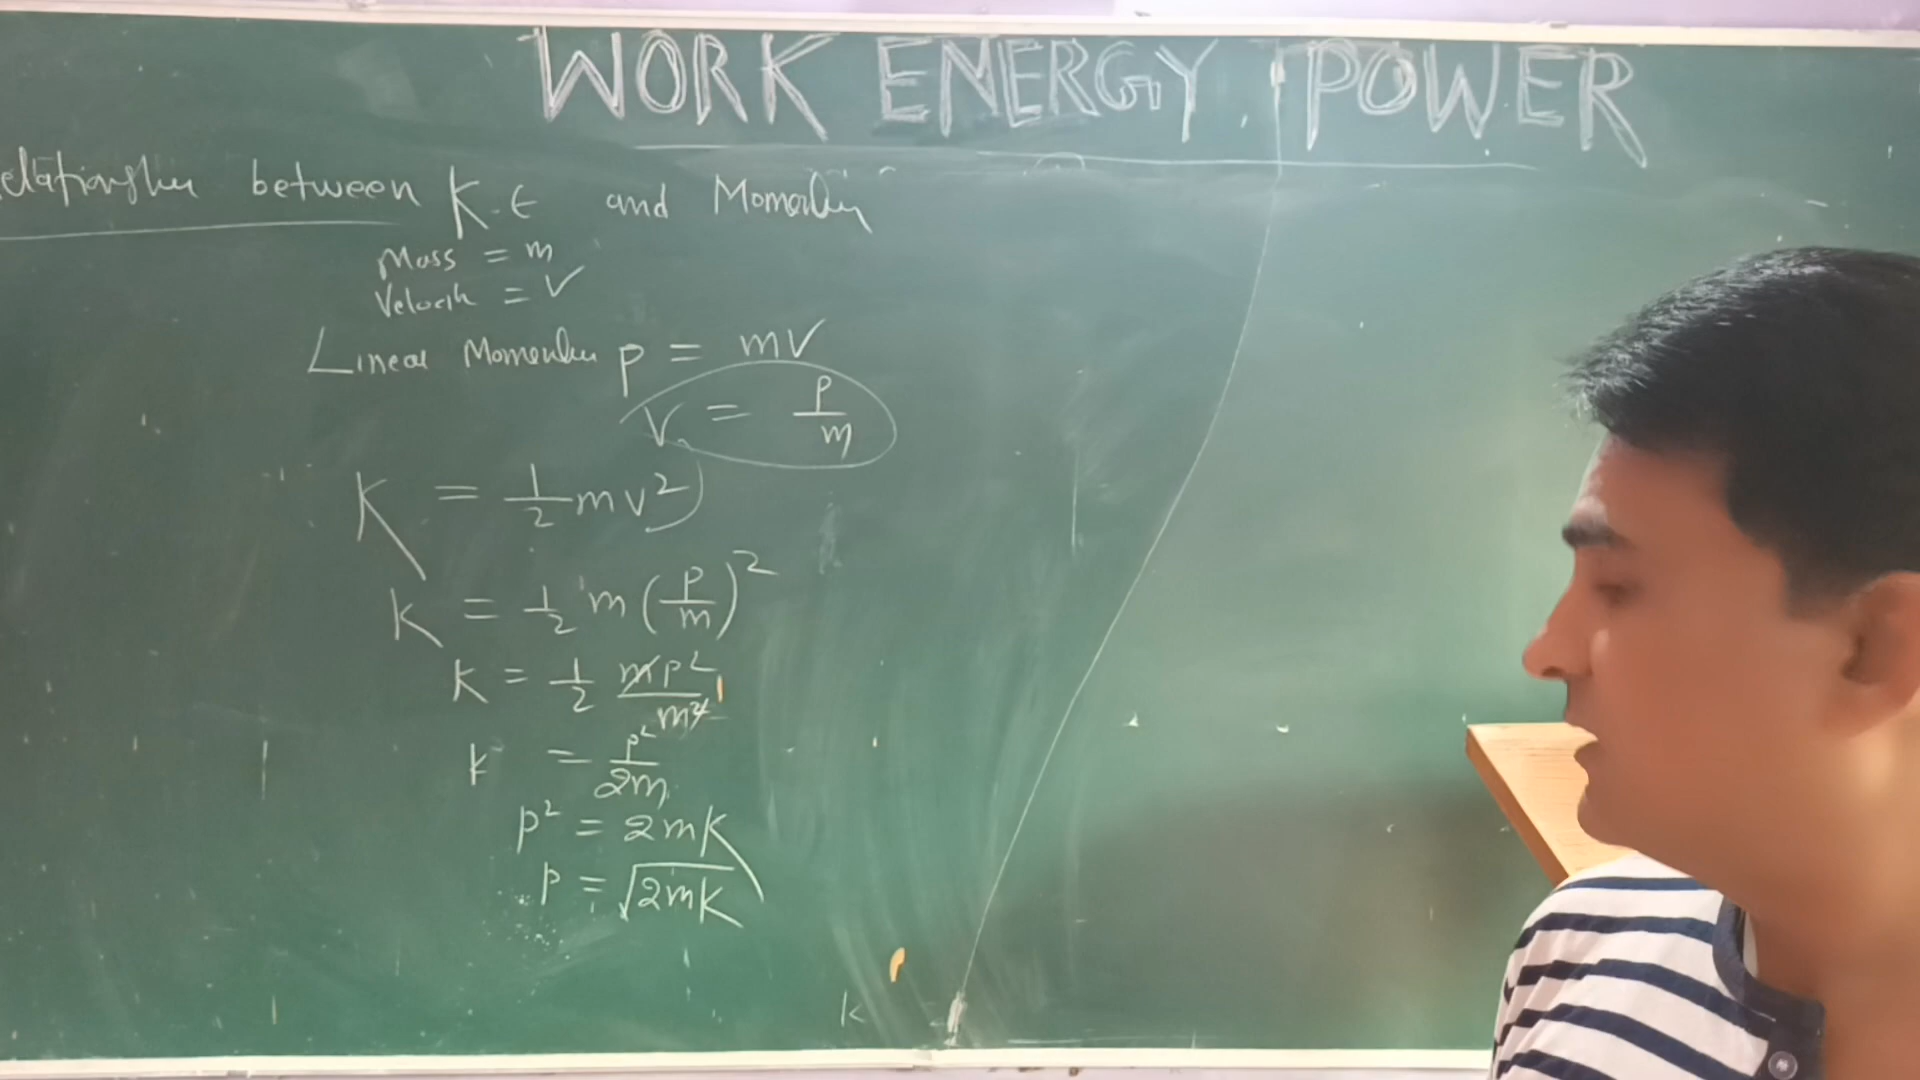 WORK ENERGY, POWER
elationship between K.E and Momentum
Mass = m
Velocity = V
Linear Momentum p = mV
V = p/m
K = 1/2 mv²
K = 1/2 m (p/m)²
K = 1/2 mp²/m²
K = p²/2m
p² = 2mK
p = √2mK
K